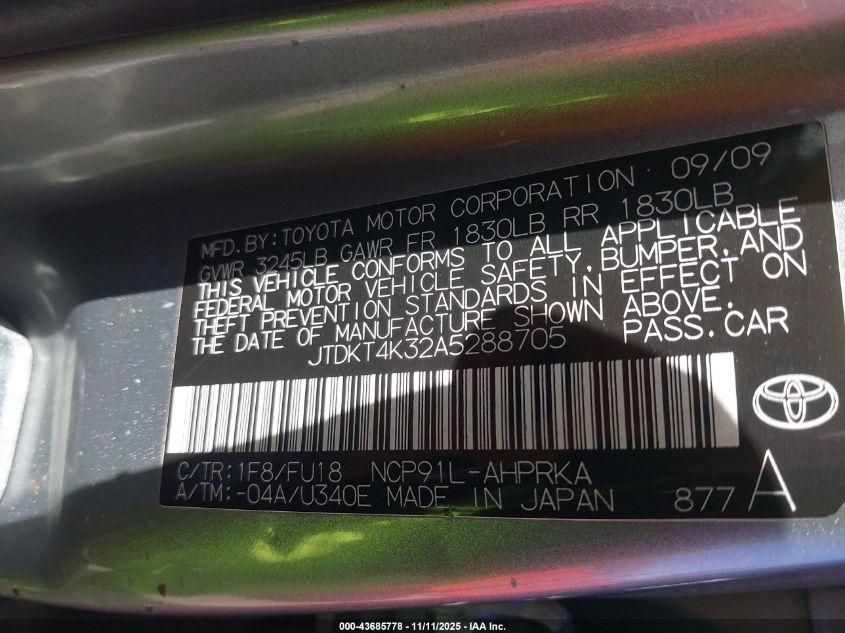 MFD. BY: TOYOTA MOTOR CORPORATION 09/09
GVWR 3245LB GAWR FR 1830LB RR 1830LB
THIS VEHICLE CONFORMS TO ALL APPLICABLE
FEDERAL MOTOR VEHICLE SAFETY, BUMPER, AND
THEFT PREVENTION STANDARDS IN EFFECT ON
THE DATE OF MANUFACTURE SHOWN ABOVE.
JTDKT4K32A5288705 PASS. CAR
C/TR: 1F8/FU18 NCP91L-AHPRKA
A/TM: -04A/U340E MADE IN JAPAN 877 A
000-43685778 - 11/11/2025 - IAA Inc.